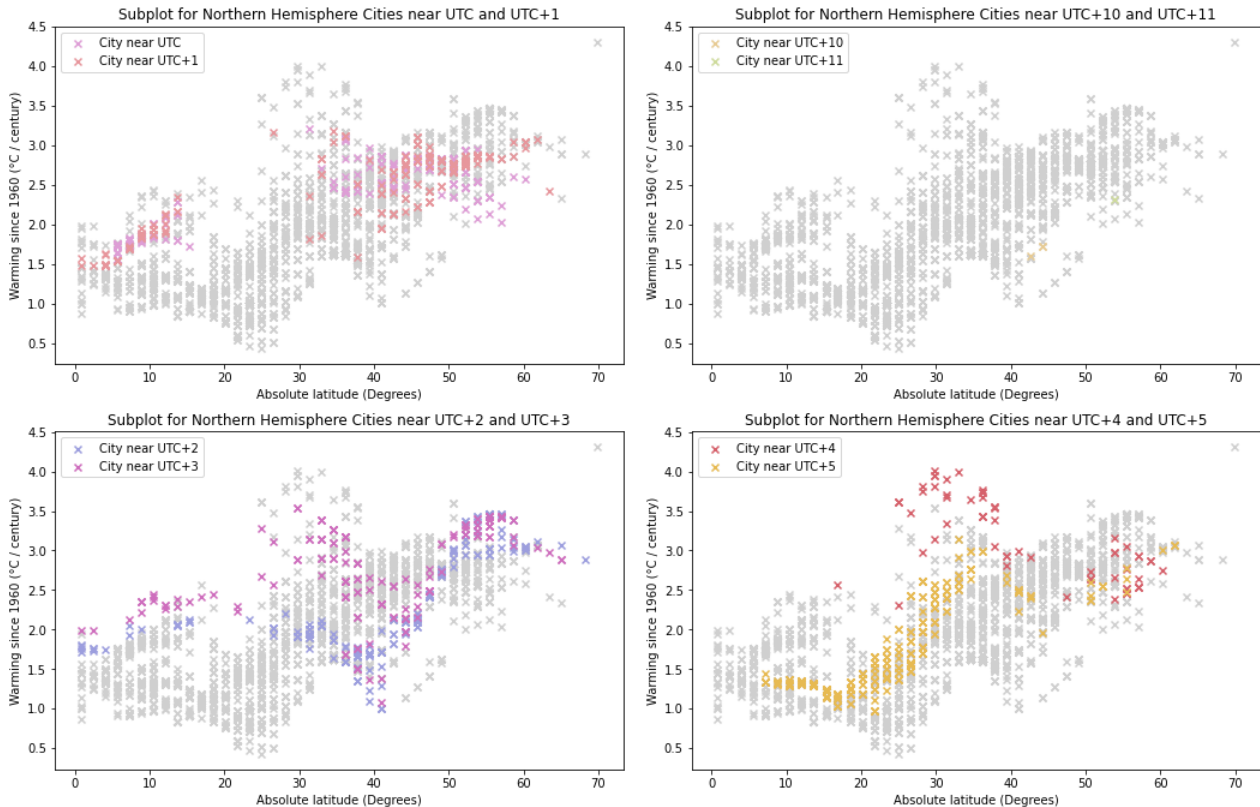 Subplot for Northern Hemisphere Cities near UTC and UTC+1
4.5
4.0
3.5
3.0
2.5
2.0
1.5
1.0
0.5
Warming since 1960 (°C / century)
City near UTC
City near UTC+1
0 10 20 30 40 50 60 70
Absolute latitude (Degrees)
Subplot for Northern Hemisphere Cities near UTC+10 and UTC+11
4.5
4.0
3.5
3.0
2.5
2.0
1.5
1.0
0.5
Warming since 1960 (°C / century)
City near UTC+10
City near UTC+11
0 10 20 30 40 50 60 70
Absolute latitude (Degrees)
Subplot for Northern Hemisphere Cities near UTC+2 and UTC+3
4.5
4.0
3.5
3.0
2.5
2.0
1.5
1.0
0.5
Warming since 1960 (°C / century)
City near UTC+2
City near UTC+3
0 10 20 30 40 50 60 70
Absolute latitude (Degrees)
Subplot for Northern Hemisphere Cities near UTC+4 and UTC+5
4.5
4.0
3.5
3.0
2.5
2.0
1.5
1.0
0.5
Warming since 1960 (°C / century)
City near UTC+4
City near UTC+5
0 10 20 30 40 50 60 70
Absolute latitude (Degrees)